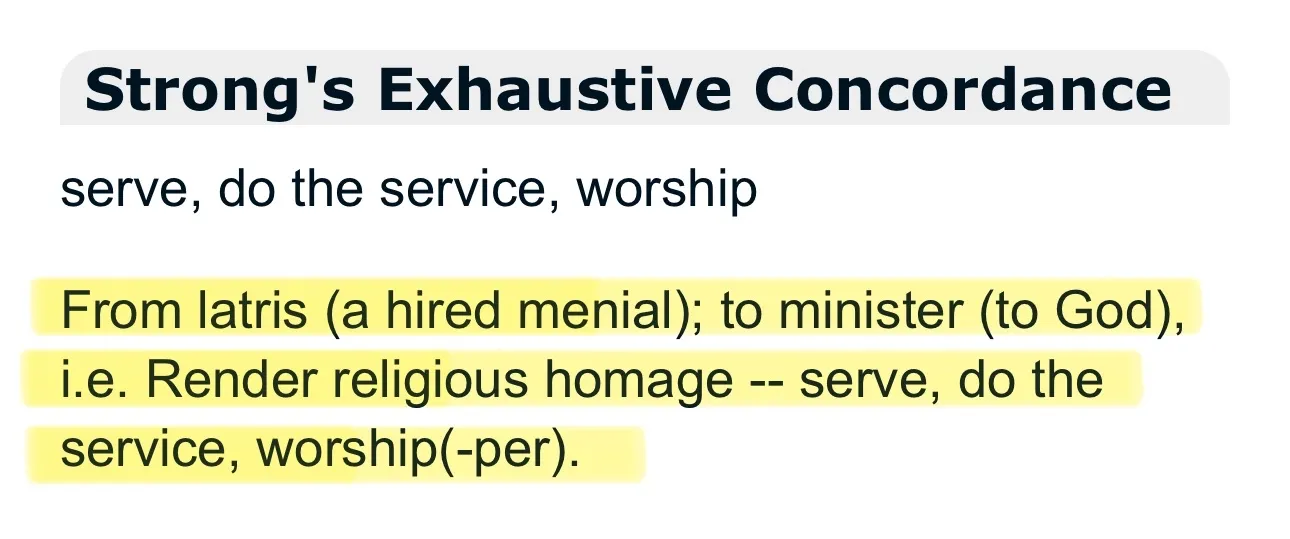 Strong's Exhaustive Concordance
serve, do the service, worship
From latris (a hired menial); to minister (to God),
i.e. Render religious homage -- serve, do the
service, worship(-per).